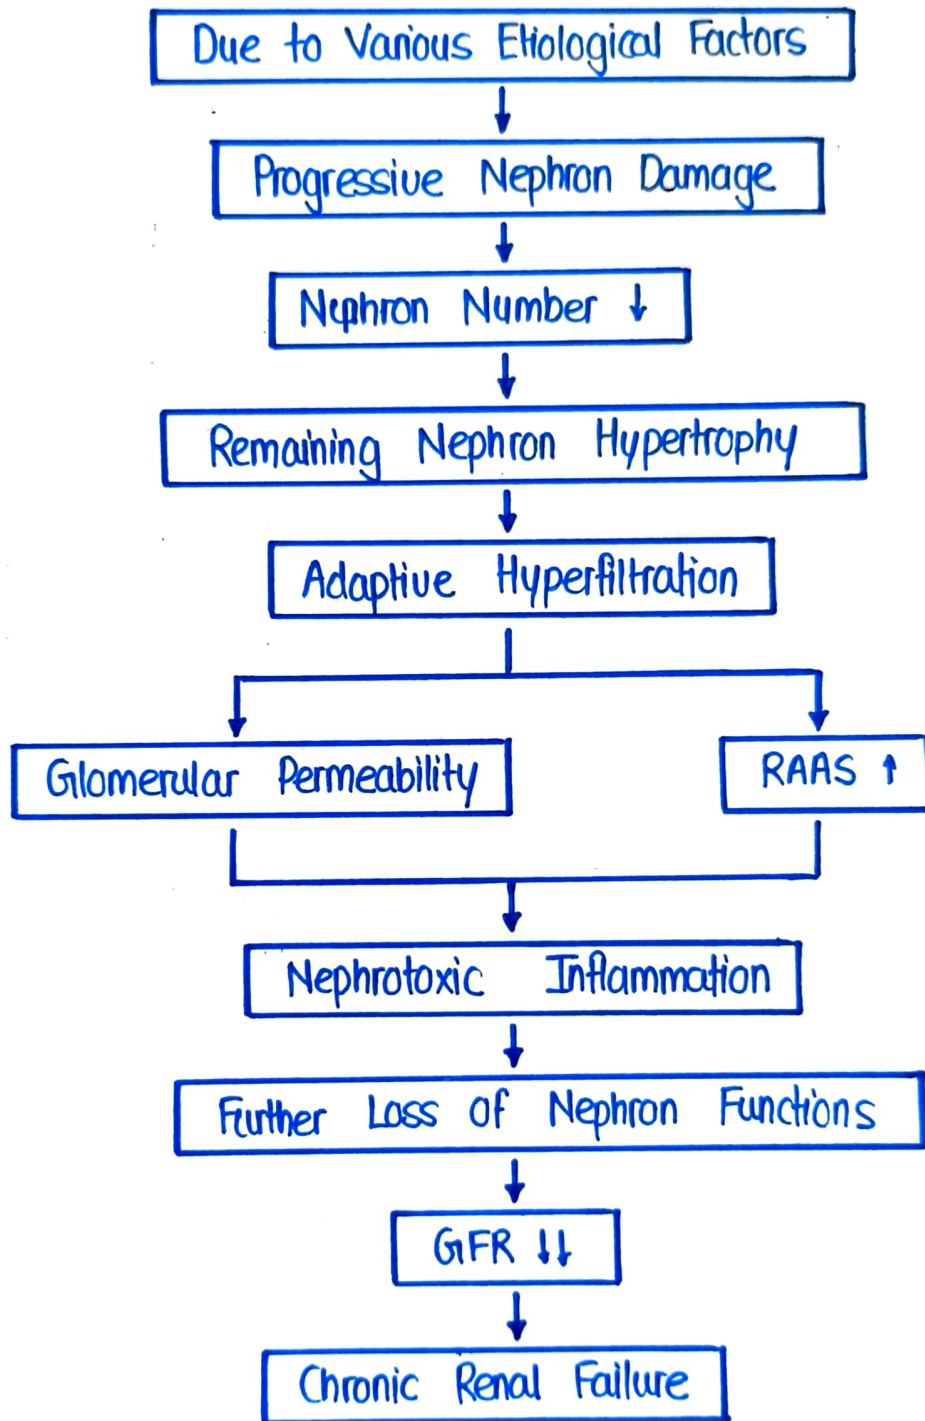 Due to Various Etiological Factors
Progressive Nephron Damage
Nephron Number ↓
Remaining Nephron Hypertrophy
Adaptive Hyperfiltration
Glomerular Permeability
RAAS ↑
Nephrotoxic Inflammation
Further Loss of Nephron Functions
GFR ↓↓
Chronic Renal Failure